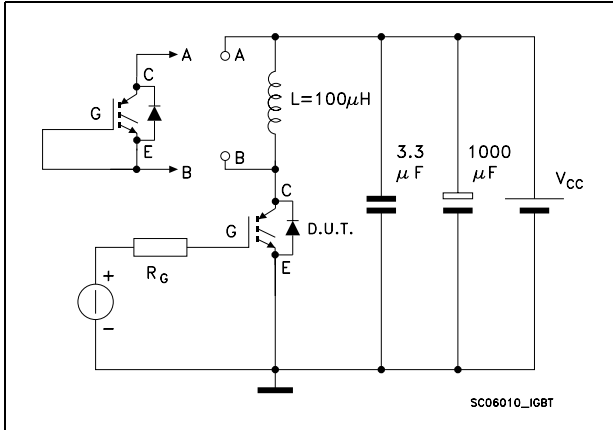 A
A
C
G
L=100μH
E
B
B
C
3.3
μF
1000
μF
VCC
G
D.U.T.
E
RG
+
−
SC06010_IGBT